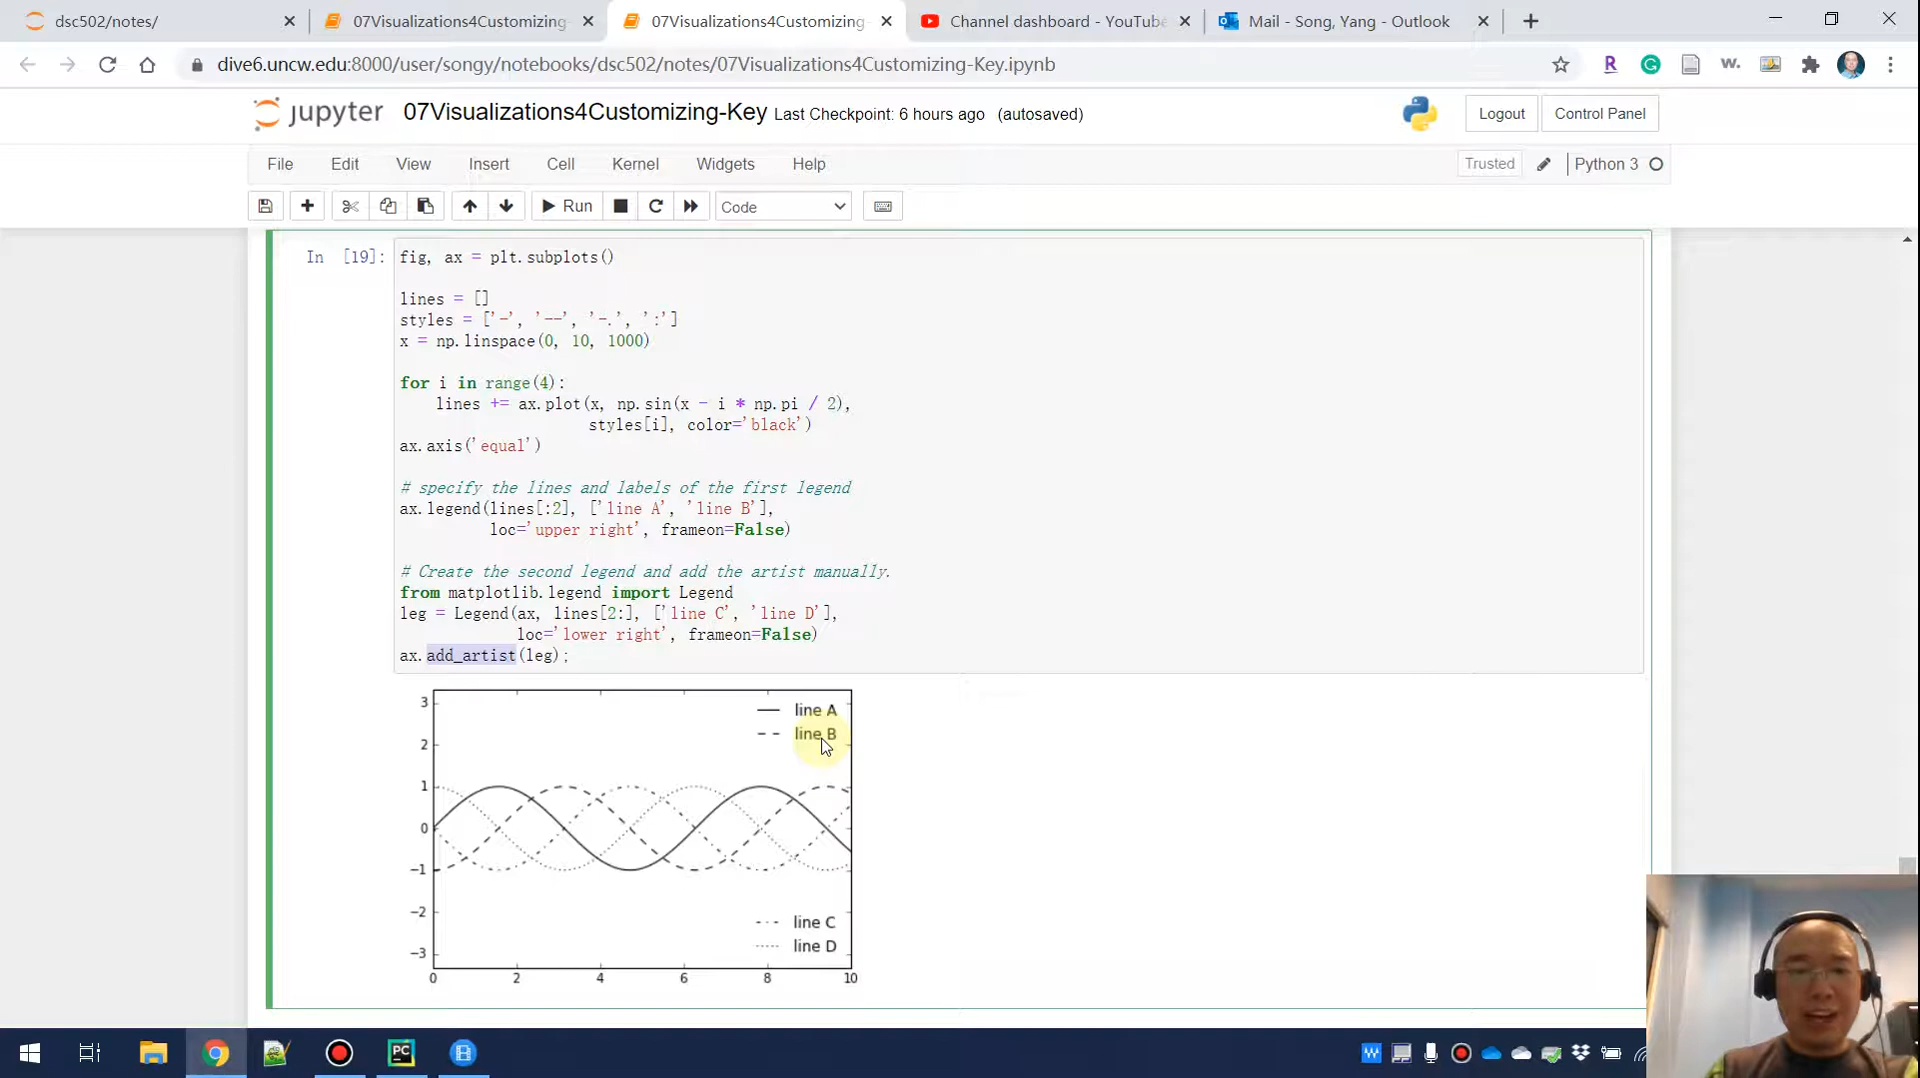 dsc502/notes/
07Visualizations4Customizing-
07Visualizations4Customizing-
Channel dashboard - YouTube
Mail - Song, Yang - Outlook
dive6.uncw.edu:8000/user/songy/notebooks/dsc502/notes/07Visualizations4Customizing-Key.ipynb
jupyter 07Visualizations4Customizing-Key Last Checkpoint: 6 hours ago (autosaved)
Logout
Control Panel
File Edit View Insert Cell Kernel Widgets Help
Trusted
Python 3
Run
Code
In [19]:
fig, ax = plt.subplots()
lines = []
styles = ['-', '--', '-.', ':']
x = np.linspace(0, 10, 1000)
for i in range(4):
    lines += ax.plot(x, np.sin(x - i * np.pi / 2),
                     styles[i], color='black')
ax.axis('equal')
# specify the lines and labels of the first legend
ax.legend(lines[:2], ['line A', 'line B'],
          loc='upper right', frameon=False)
# Create the second legend and add the artist manually.
from matplotlib.legend import Legend
leg = Legend(ax, lines[2:], ['line C', 'line D'],
             loc='lower right', frameon=False)
ax.add_artist(leg);
3
2
1
0
−1
−2
−3
line A
line B
line C
line D
0 2 4 6 8 10